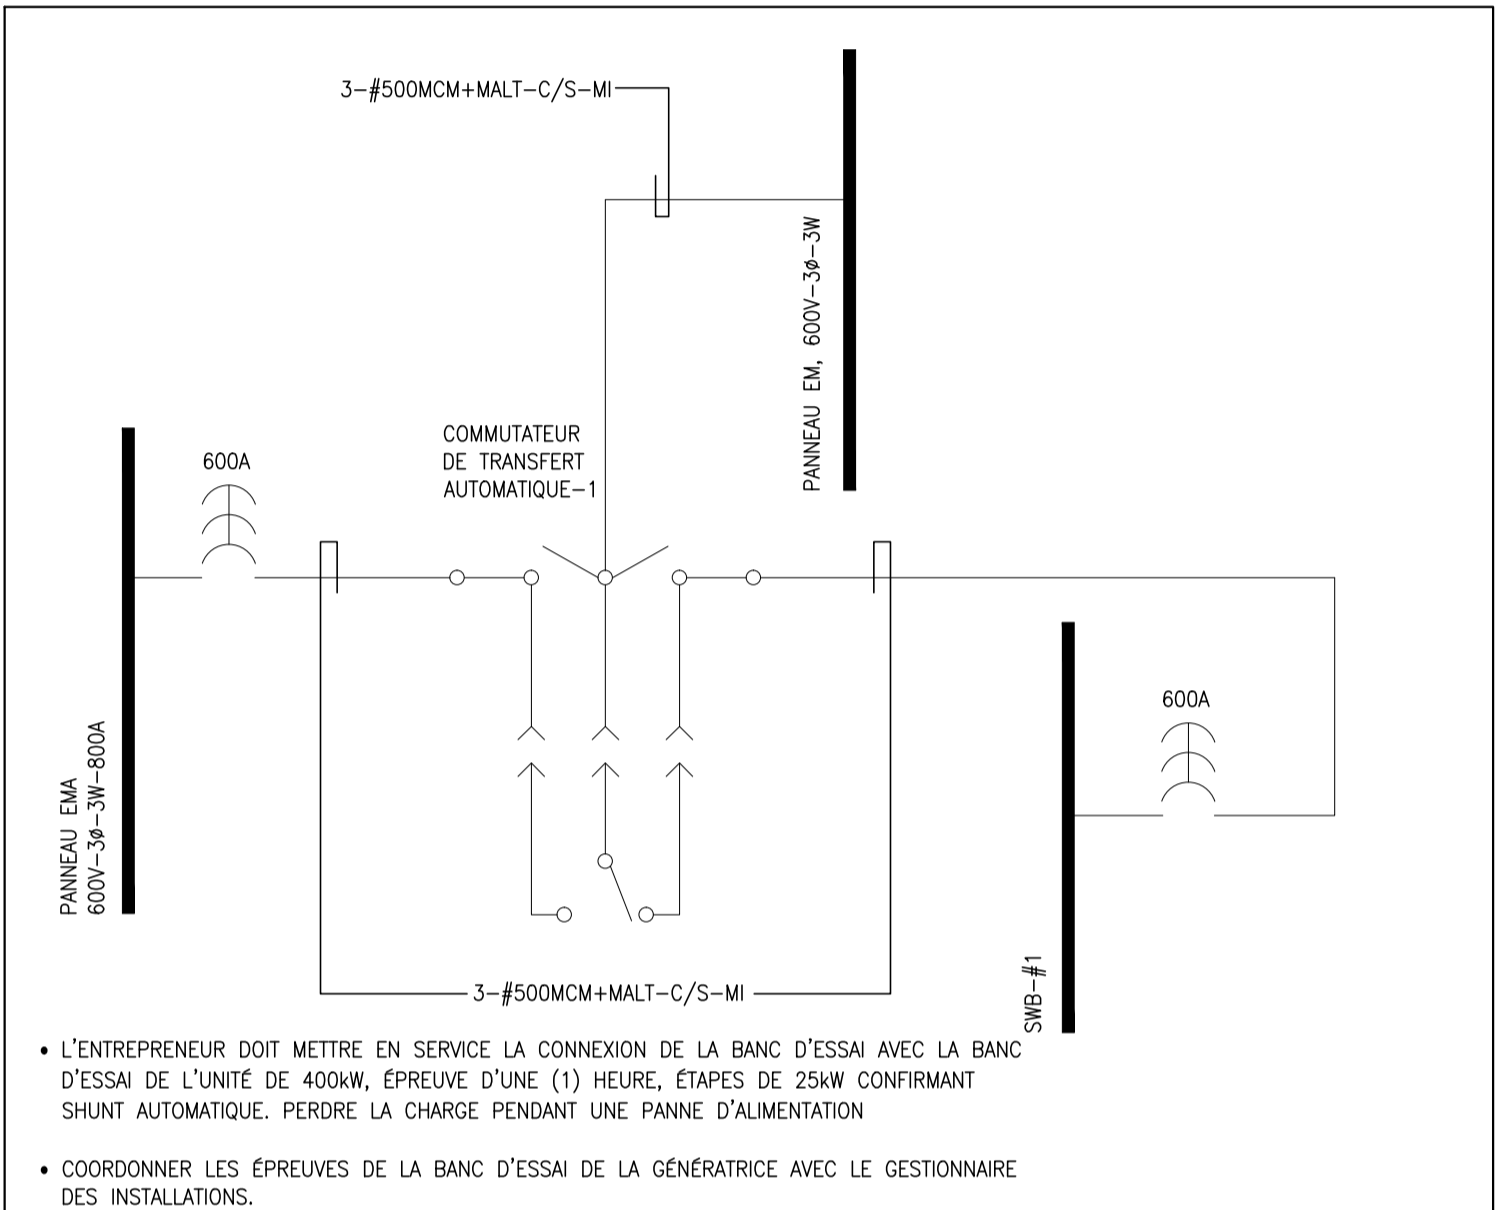 3-#500MCM+MALT-C/S-MI
PANNEAU EM, 600V-3ø-3W
COMMUTATEUR
DE TRANSFERT
AUTOMATIQUE-1
600A
PANNEAU EMA
600V-3ø-3W-800A
600A
SWB-#1
3-#500MCM+MALT-C/S-MI
• L'ENTREPRENEUR DOIT METTRE EN SERVICE LA CONNEXION DE LA BANC D'ESSAI AVEC LA BANC
D'ESSAI DE L'UNITÉ DE 400kW, ÉPREUVE D'UNE (1) HEURE, ÉTAPES DE 25kW CONFIRMANT
SHUNT AUTOMATIQUE. PERDRE LA CHARGE PENDANT UNE PANNE D'ALIMENTATION
• COORDONNER LES ÉPREUVES DE LA BANC D'ESSAI DE LA GÉNÉRATRICE AVEC LE GESTIONNAIRE
DES INSTALLATIONS.